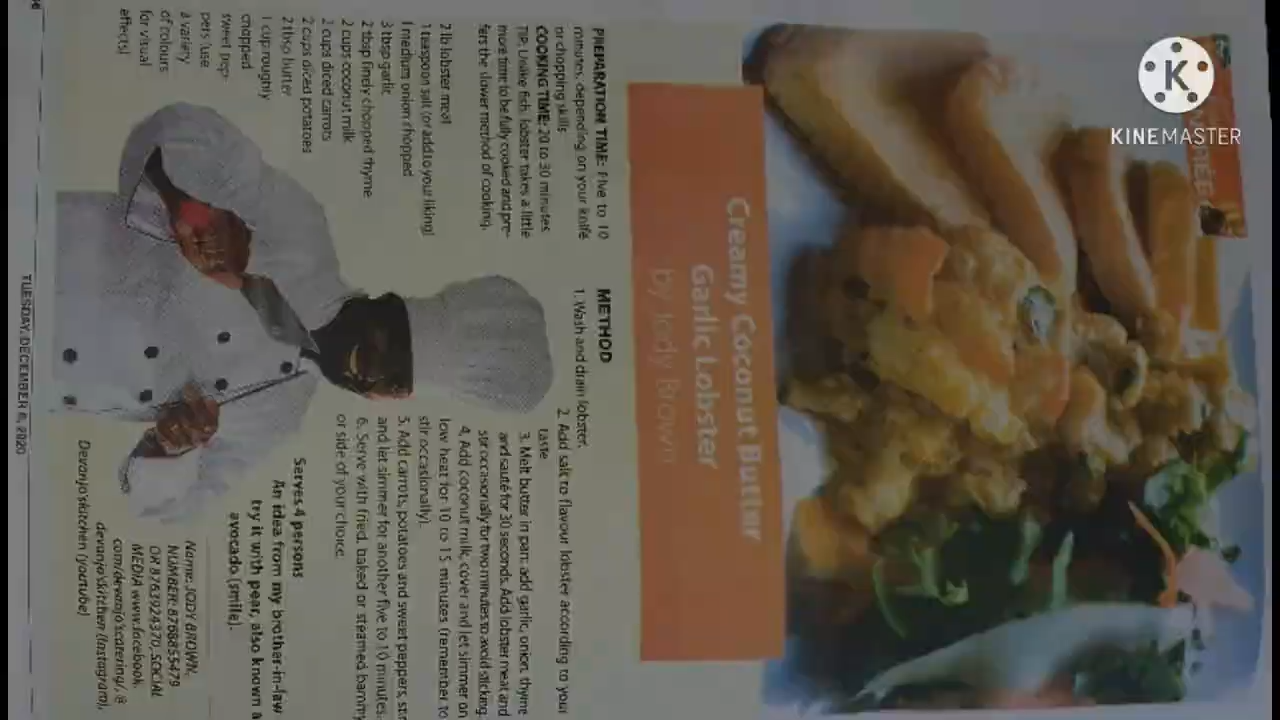 KINEMASTER
Creamy Coconut Butter
Garlic Lobster
by Jody Brown
PREPARATION TIME: Five to 10
minutes, depending on your knife
or chopping skills
COOKING TIME: 20 to 30 minutes
TIP: Unlike fish, lobster takes a little
more time to be fully cooked and pre-
fers the slower method of cooking.
2 lb lobster meat
1 teaspoon salt (or add to your liking)
1 medium onion chopped
3 tbsp garlic
2 tbsp finely chopped thyme
2 cups coconut milk
2 cups diced carrots
2 cups diced potatoes
2 tbsp butter
1 cup roughly
chopped
sweet pep-
pers (use
a variety
of colours
for visual
effects)
METHOD
1. Wash and drain lobster.
2. Add salt to flavour lobster according to your
taste
3. Melt butter in pan; add garlic, onion, thyme
and sauté for 30 seconds. Add lobster meat and
stir occasionally for two minutes to avoid sticking.
4. Add coconut milk, cover and let simmer on
low heat for 10 to 15 minutes (remember to
stir occasionally).
5. Add carrots, potatoes and sweet peppers, stir
and let simmer for another five to 10 minutes.
6. Serve with fried, baked or steamed bammy
or side of your choice.
Serves 4 persons
An idea from my brother-in-law
try it with pear, also known a
avocado (smile).
Name: JODY BROWN,
NUMBER: 8768855479
OR 8763924370, SOCIAL
MEDIA www.facebook.
com/devanjo'scatering/, @
devanjo'skitchen (Instagram),
Devanjo'skitchen (youtube)
TUESDAY, DECEMBER 8, 2020